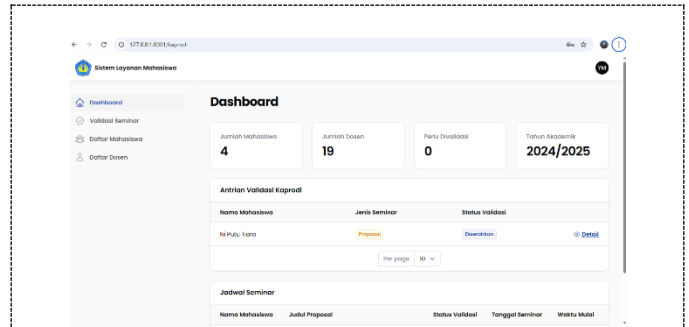 127.0.0.1:8001/kaprodi
Sistem Layanan Mahasiswa
YM
Dashboard
Validasi Seminar
Daftar Mahasiswa
Daftar Dosen
Dashboard
Jumlah Mahasiswa
4
Jumlah Dosen
19
Perlu Divalidasi
0
Tahun Akademik
2024/2025
Antrian Validasi Kaprodi
Nama Mahasiswa Jenis Seminar Status Validasi
Ni Putu Tiara Proposal Diserahkan Detail
Per page 10
Jadwal Seminar
Nama Mahasiswa Judul Proposal Status Validasi Tanggal Seminar Waktu Mulai